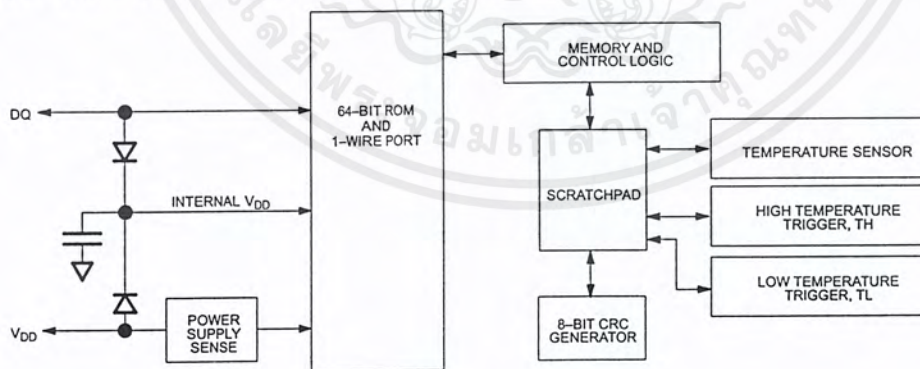 DQ
INTERNAL VDD
VDD
POWER
SUPPLY
SENSE
64–BIT ROM
AND
1–WIRE PORT
MEMORY AND
CONTROL LOGIC
SCRATCHPAD
8–BIT CRC
GENERATOR
TEMPERATURE SENSOR
HIGH TEMPERATURE
TRIGGER, TH
LOW TEMPERATURE
TRIGGER, TL